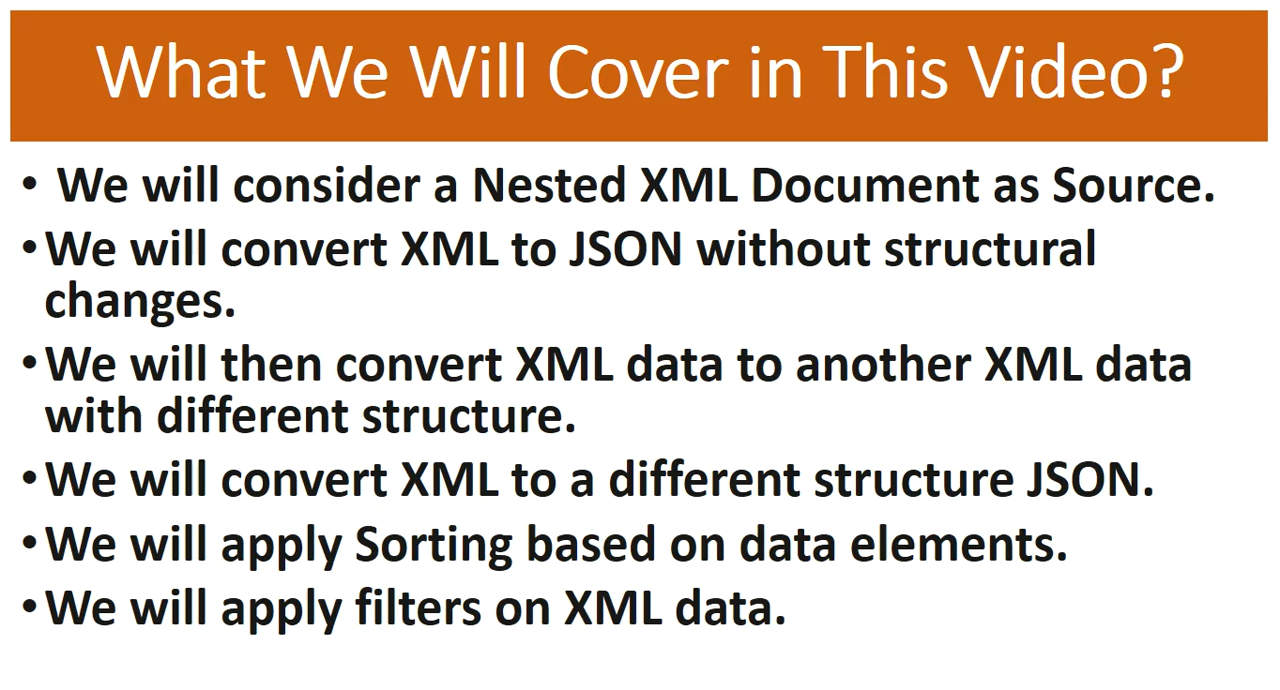 What We Will Cover in This Video?
• We will consider a Nested XML Document as Source.
• We will convert XML to JSON without structural
changes.
• We will then convert XML data to another XML data
with different structure.
• We will convert XML to a different structure JSON.
• We will apply Sorting based on data elements.
• We will apply filters on XML data.